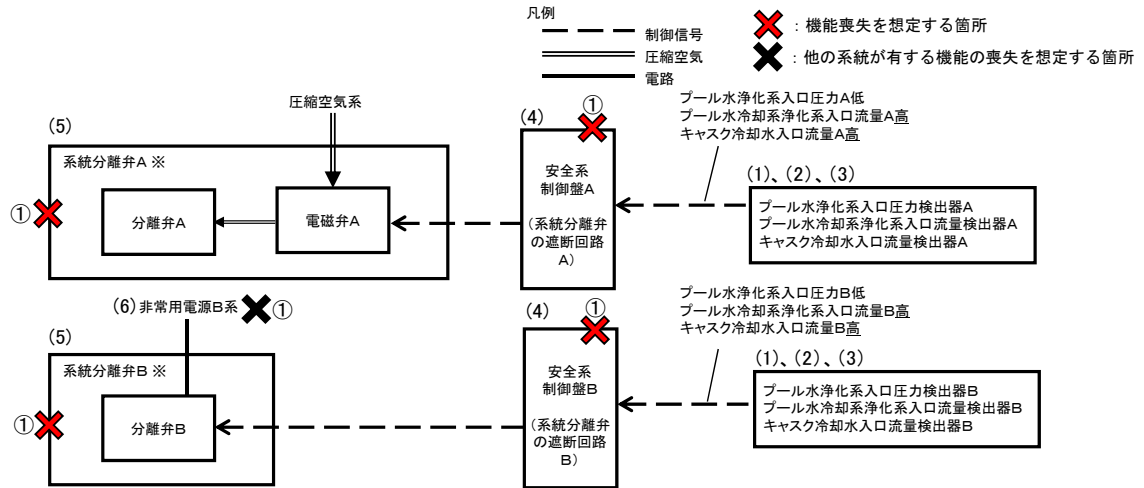 凡例
制御信号
圧縮空気
電路
：機能喪失を想定する箇所
：他の系統が有する機能の喪失を想定する箇所
圧縮空気系
(5)
系統分離弁A ※
①
分離弁A
電磁弁A
(4)
①
安全系
制御盤A
(系統分離弁
の遮断回路
A)
プール水浄化系入口圧力A低
プール水冷却系浄化系入口流量A高
キャスク冷却水入口流量A高
(1)、(2)、(3)
プール水浄化系入口圧力検出器A
プール水冷却系浄化系入口流量検出器A
キャスク冷却水入口流量検出器A
(6) 非常用電源B系
①
(5)
系統分離弁B ※
①
分離弁B
(4)
①
安全系
制御盤B
(系統分離弁
の遮断回路
B)
プール水浄化系入口圧力B低
プール水冷却系浄化系入口流量B高
キャスク冷却水入口流量B高
(1)、(2)、(3)
プール水浄化系入口圧力検出器B
プール水冷却系浄化系入口流量検出器B
キャスク冷却水入口流量検出器B